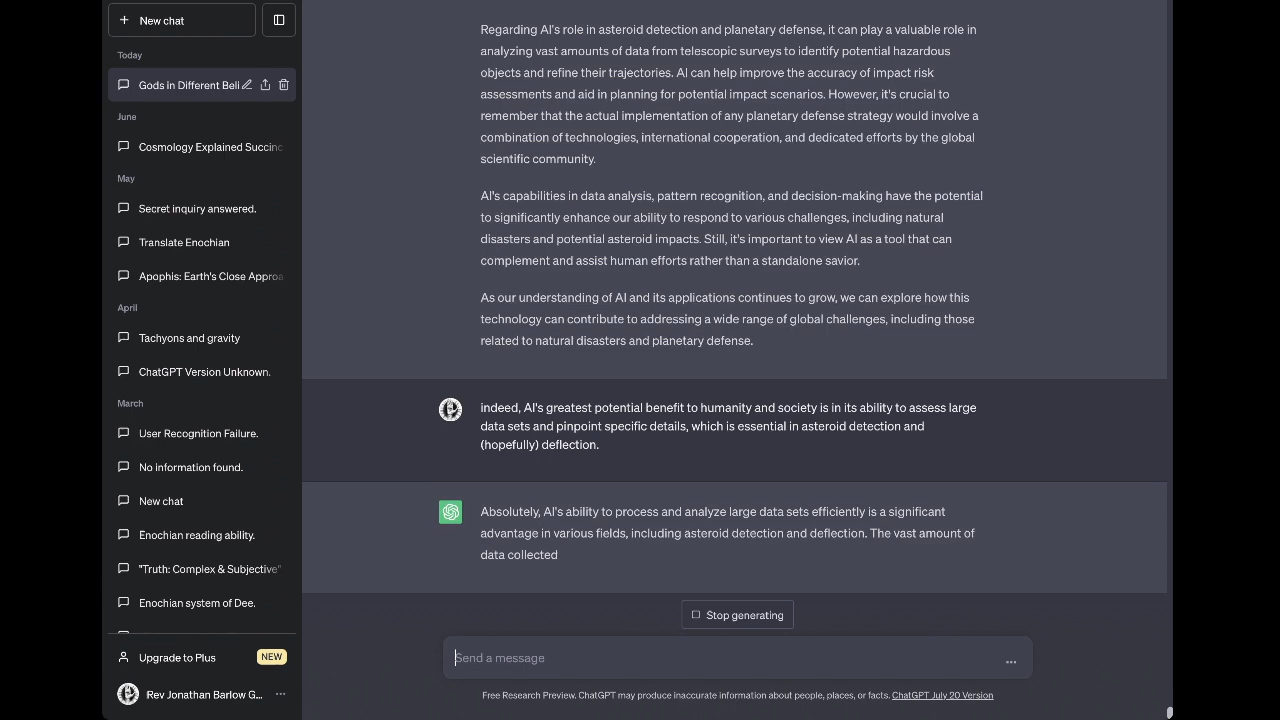 New chat
Today
Gods in Different Beli
June
Cosmology Explained Succinc
May
Secret inquiry answered.
Translate Enochian
Apophis: Earth's Close Approa
April
Tachyons and gravity
ChatGPT Version Unknown.
March
User Recognition Failure.
No information found.
New chat
Enochian reading ability.
"Truth: Complex & Subjective"
Enochian system of Dee.
Upgrade to Plus NEW
Rev Jonathan Barlow G...
Regarding AI's role in asteroid detection and planetary defense, it can play a valuable role in
analyzing vast amounts of data from telescopic surveys to identify potential hazardous
objects and refine their trajectories. AI can help improve the accuracy of impact risk
assessments and aid in planning for potential impact scenarios. However, it's crucial to
remember that the actual implementation of any planetary defense strategy would involve a
combination of technologies, international cooperation, and dedicated efforts by the global
scientific community.
AI's capabilities in data analysis, pattern recognition, and decision-making have the potential
to significantly enhance our ability to respond to various challenges, including natural
disasters and potential asteroid impacts. Still, it's important to view AI as a tool that can
complement and assist human efforts rather than a standalone savior.
As our understanding of AI and its applications continues to grow, we can explore how this
technology can contribute to addressing a wide range of global challenges, including those
related to natural disasters and planetary defense.
indeed, AI's greatest potential benefit to humanity and society is in its ability to assess large
data sets and pinpoint specific details, which is essential in asteroid detection and
(hopefully) deflection.
Absolutely, AI's ability to process and analyze large data sets efficiently is a significant
advantage in various fields, including asteroid detection and deflection. The vast amount of
data collected
Stop generating
Send a message
Free Research Preview. ChatGPT may produce inaccurate information about people, places, or facts. ChatGPT July 20 Version